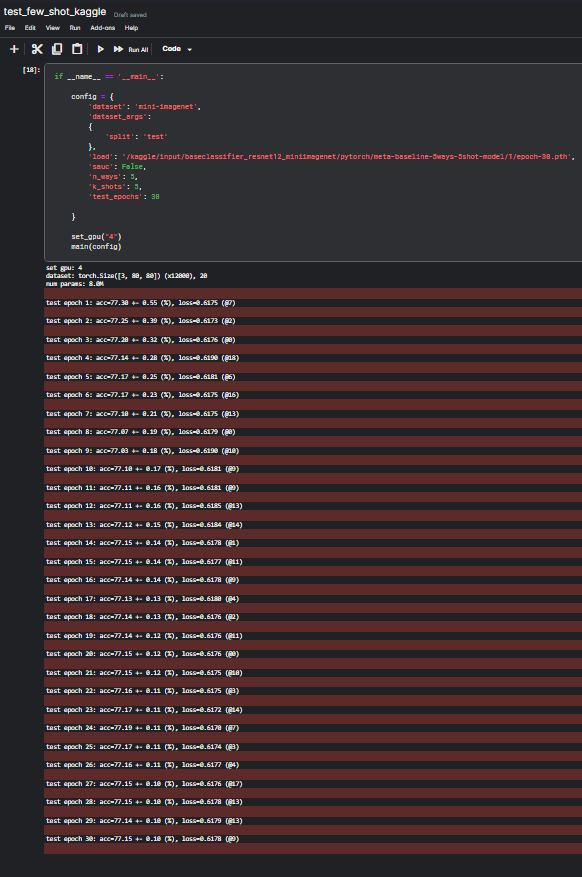 test_few_shot_kaggle Draft saved
File Edit View Run Add-ons Help
Run All Code
[18]:
if __name__ == '__main__':
config = {
'dataset': 'mini-imagenet',
'dataset_args':
{
'split': 'test'
},
'load': '/kaggle/input/baseclassifier_resnet12_miniimagenet/pytorch/meta-baseline-5ways-5shot-model/1/epoch-30.pth',
'sauc': False,
'n_ways': 5,
'k_shots': 5,
'test_epochs': 30
}
set_gpu("4")
main(config)
set gpu: 4
dataset: torch.Size([3, 80, 80]) (x12000), 20
num params: 8.0M
test epoch 1: acc=77.30 +- 0.55 (%), loss=0.6175 (@7)
test epoch 2: acc=77.25 +- 0.39 (%), loss=0.6173 (@2)
test epoch 3: acc=77.20 +- 0.32 (%), loss=0.6176 (@0)
test epoch 4: acc=77.14 +- 0.28 (%), loss=0.6190 (@18)
test epoch 5: acc=77.17 +- 0.25 (%), loss=0.6181 (@6)
test epoch 6: acc=77.17 +- 0.23 (%), loss=0.6175 (@16)
test epoch 7: acc=77.10 +- 0.21 (%), loss=0.6175 (@13)
test epoch 8: acc=77.07 +- 0.19 (%), loss=0.6179 (@0)
test epoch 9: acc=77.03 +- 0.18 (%), loss=0.6190 (@10)
test epoch 10: acc=77.10 +- 0.17 (%), loss=0.6181 (@9)
test epoch 11: acc=77.11 +- 0.16 (%), loss=0.6181 (@9)
test epoch 12: acc=77.11 +- 0.16 (%), loss=0.6185 (@13)
test epoch 13: acc=77.12 +- 0.15 (%), loss=0.6184 (@14)
test epoch 14: acc=77.15 +- 0.14 (%), loss=0.6178 (@1)
test epoch 15: acc=77.15 +- 0.14 (%), loss=0.6177 (@11)
test epoch 16: acc=77.14 +- 0.14 (%), loss=0.6178 (@9)
test epoch 17: acc=77.13 +- 0.13 (%), loss=0.6180 (@4)
test epoch 18: acc=77.14 +- 0.13 (%), loss=0.6176 (@2)
test epoch 19: acc=77.14 +- 0.12 (%), loss=0.6176 (@11)
test epoch 20: acc=77.15 +- 0.12 (%), loss=0.6176 (@0)
test epoch 21: acc=77.15 +- 0.12 (%), loss=0.6175 (@10)
test epoch 22: acc=77.16 +- 0.11 (%), loss=0.6175 (@3)
test epoch 23: acc=77.17 +- 0.11 (%), loss=0.6172 (@14)
test epoch 24: acc=77.19 +- 0.11 (%), loss=0.6170 (@7)
test epoch 25: acc=77.17 +- 0.11 (%), loss=0.6174 (@3)
test epoch 26: acc=77.16 +- 0.11 (%), loss=0.6177 (@4)
test epoch 27: acc=77.15 +- 0.10 (%), loss=0.6176 (@17)
test epoch 28: acc=77.15 +- 0.10 (%), loss=0.6178 (@13)
test epoch 29: acc=77.14 +- 0.10 (%), loss=0.6179 (@13)
test epoch 30: acc=77.15 +- 0.10 (%), loss=0.6178 (@9)